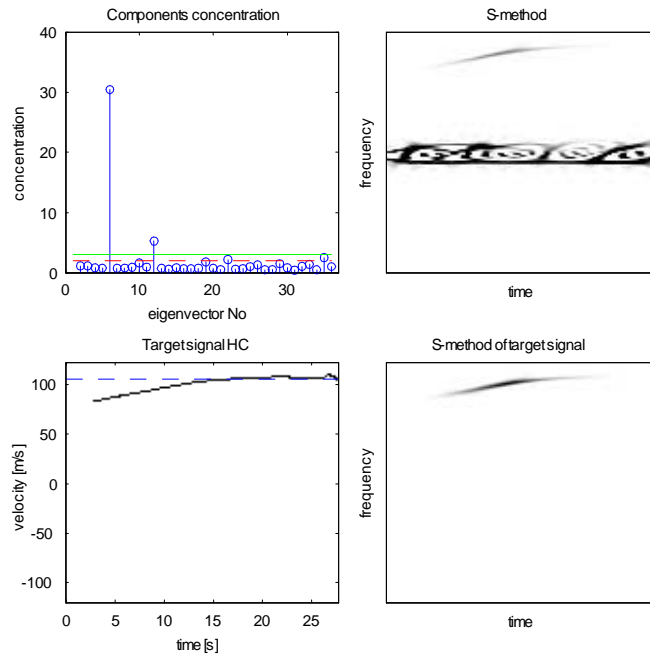 Components concentration
S-method
40
30
20
10
0
concentration
frequency
0
10
20
30
eigenvector No
time
Target signal HC
S-method of target signal
100
50
0
-50
-100
velocity [m/s]
frequency
0
5
10
15
20
25
time [s]
time